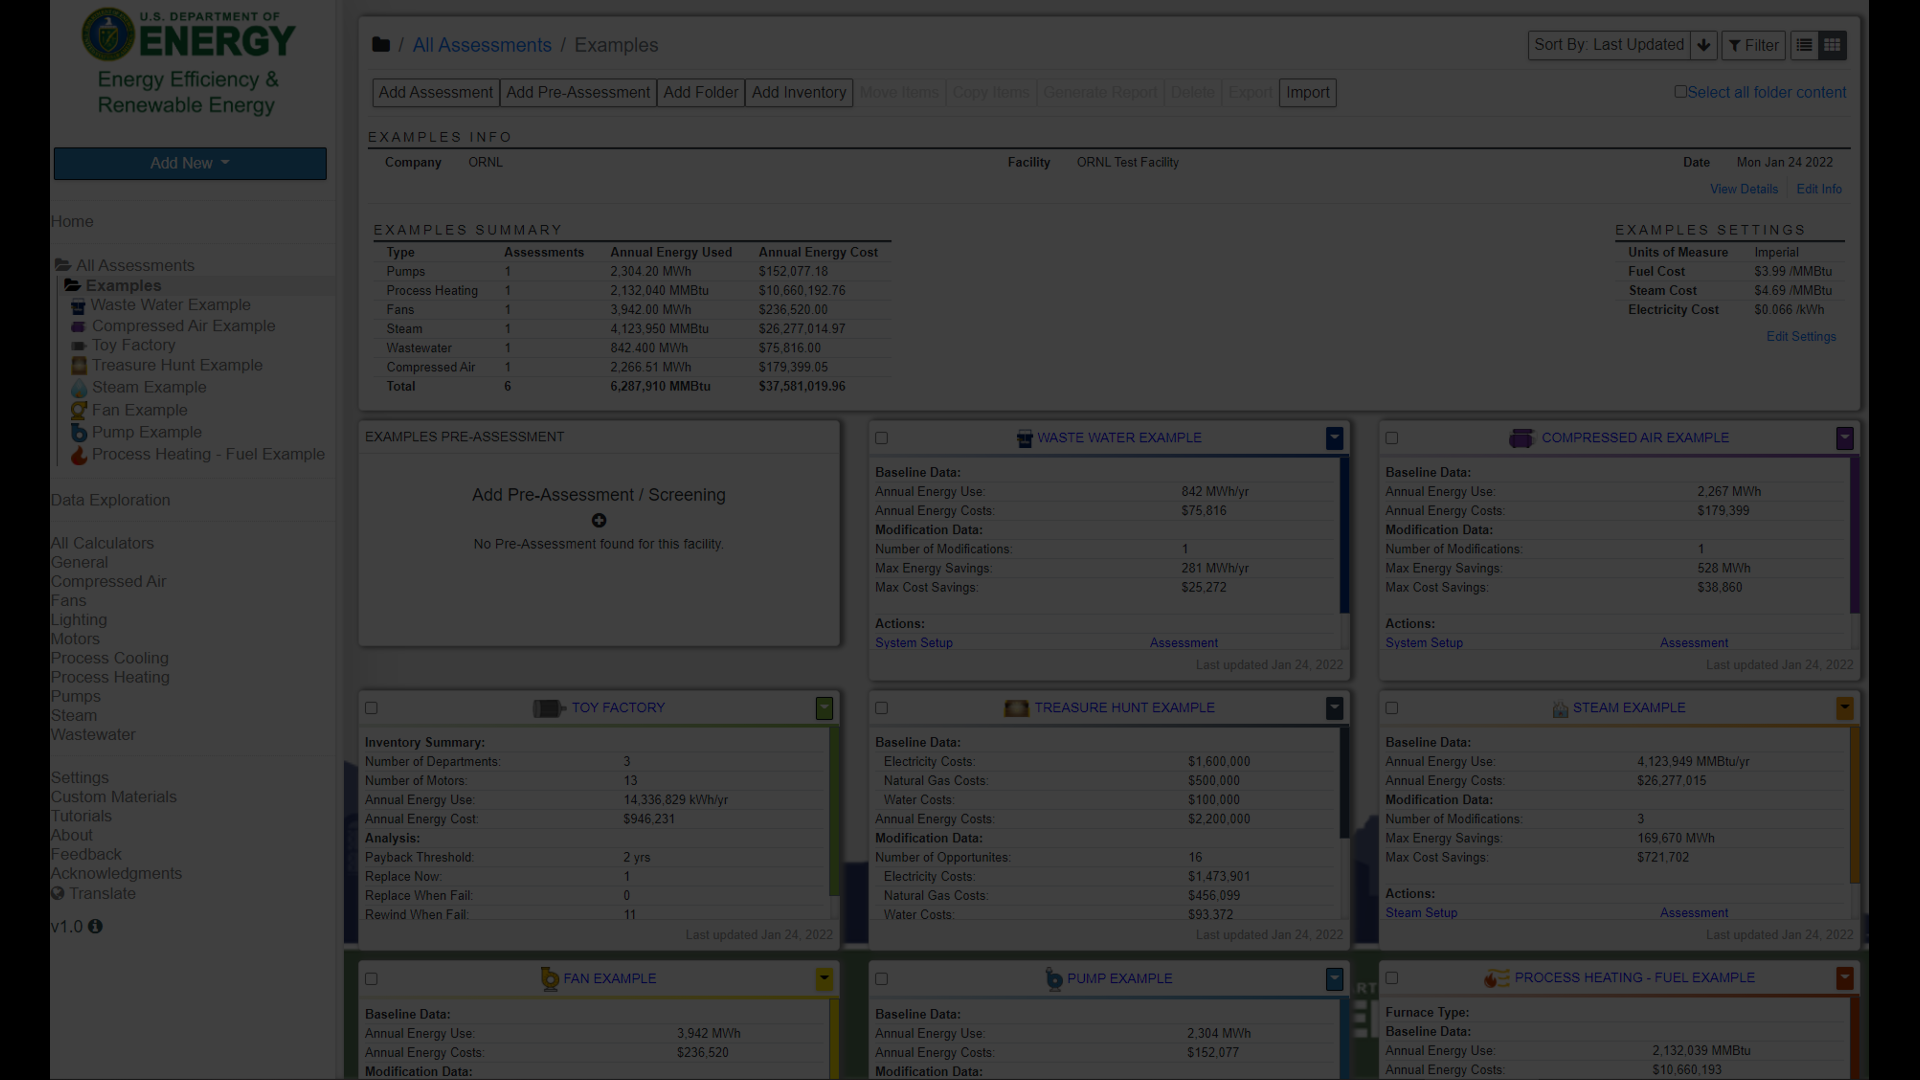 U.S. DEPARTMENT OF
ENERGY
Energy Efficiency &
Renewable Energy
Add New
Home
All Assessments
Examples
Waste Water Example
Compressed Air Example
Toy Factory
Treasure Hunt Example
Steam Example
Fan Example
Pump Example
Process Heating - Fuel Example
Data Exploration
All Calculators
General
Compressed Air
Fans
Lighting
Motors
Process Cooling
Process Heating
Pumps
Steam
Wastewater
Settings
Custom Materials
Tutorials
About
Feedback
Acknowledgments
Translate
v1.0
/ All Assessments / Examples
Sort By: Last Updated
Filter
Add Assessment Add Pre-Assessment Add Folder Add Inventory Move Items Copy Items Generate Report Delete Export Import
Select all folder content
EXAMPLES INFO
Company ORNL Facility ORNL Test Facility Date Mon Jan 24 2022
View Details Edit Info
EXAMPLES SUMMARY
Type Assessments Annual Energy Used Annual Energy Cost
Pumps 1 2,304.20 MWh $152,077.18
Process Heating 1 2,132,040 MMBtu $10,660,192.76
Fans 1 3,942.00 MWh $236,520.00
Steam 1 4,123,950 MMBtu $26,277,014.97
Wastewater 1 842.400 MWh $75,816.00
Compressed Air 1 2,266.51 MWh $179,399.05
Total 6 6,287,910 MMBtu $37,581,019.96
EXAMPLES SETTINGS
Units of Measure Imperial
Fuel Cost $3.99 /MMBtu
Steam Cost $4.69 /MMBtu
Electricity Cost $0.066 /kWh
Edit Settings
EXAMPLES PRE-ASSESSMENT
Add Pre-Assessment / Screening
No Pre-Assessment found for this facility.
WASTE WATER EXAMPLE
Baseline Data:
Annual Energy Use: 842 MWh/yr
Annual Energy Costs: $75,816
Modification Data:
Number of Modifications: 1
Max Energy Savings: 281 MWh/yr
Max Cost Savings: $25,272
Actions:
System Setup Assessment
Last updated Jan 24, 2022
COMPRESSED AIR EXAMPLE
Baseline Data:
Annual Energy Use: 2,267 MWh
Annual Energy Costs: $179,399
Modification Data:
Number of Modifications: 1
Max Energy Savings: 528 MWh
Max Cost Savings: $38,860
Actions:
System Setup Assessment
Last updated Jan 24, 2022
TOY FACTORY
Inventory Summary:
Number of Departments: 3
Number of Motors: 13
Annual Energy Use: 14,336,829 kWh/yr
Annual Energy Cost: $946,231
Analysis:
Payback Threshold: 2 yrs
Replace Now: 1
Replace When Fail: 0
Rewind When Fail: 11
Last updated Jan 24, 2022
TREASURE HUNT EXAMPLE
Baseline Data:
Electricity Costs: $1,600,000
Natural Gas Costs: $500,000
Water Costs: $100,000
Annual Energy Costs: $2,200,000
Modification Data:
Number of Opportunites: 16
Electricity Costs: $1,473,901
Natural Gas Costs: $456,099
Water Costs: $93,372
Last updated Jan 24, 2022
STEAM EXAMPLE
Baseline Data:
Annual Energy Use: 4,123,949 MMBtu/yr
Annual Energy Costs: $26,277,015
Modification Data:
Number of Modifications: 3
Max Energy Savings: 169,670 MWh
Max Cost Savings: $721,702
Actions:
Steam Setup Assessment
Last updated Jan 24, 2022
FAN EXAMPLE
Baseline Data:
Annual Energy Use: 3,942 MWh
Annual Energy Costs: $236,520
Modification Data:
PUMP EXAMPLE
Baseline Data:
Annual Energy Use: 2,304 MWh
Annual Energy Costs: $152,077
Modification Data:
PROCESS HEATING - FUEL EXAMPLE
Furnace Type:
Baseline Data:
Annual Energy Use: 2,132,039 MMBtu
Annual Energy Costs: $10,660,193